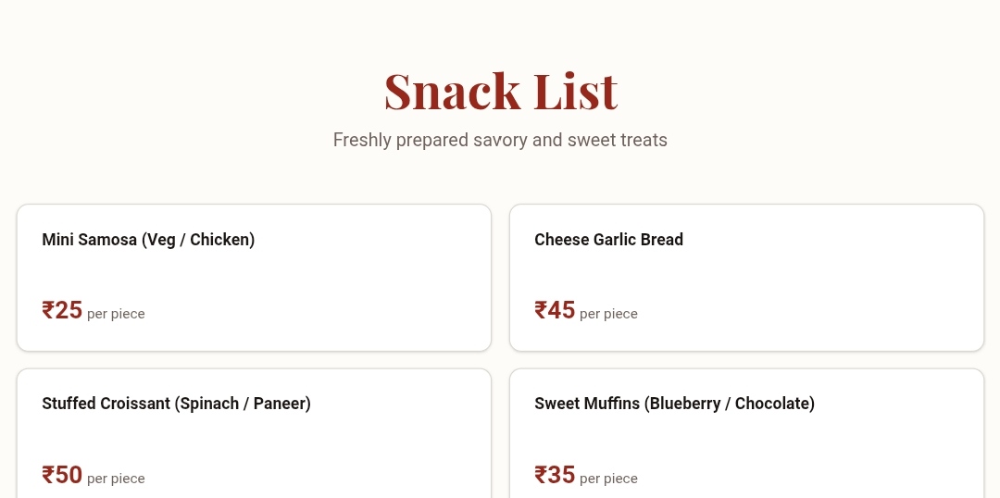 Snack List
Freshly prepared savory and sweet treats
Mini Samosa (Veg / Chicken)
₹25 per piece
Cheese Garlic Bread
₹45 per piece
Stuffed Croissant (Spinach / Paneer)
₹50 per piece
Sweet Muffins (Blueberry / Chocolate)
₹35 per piece